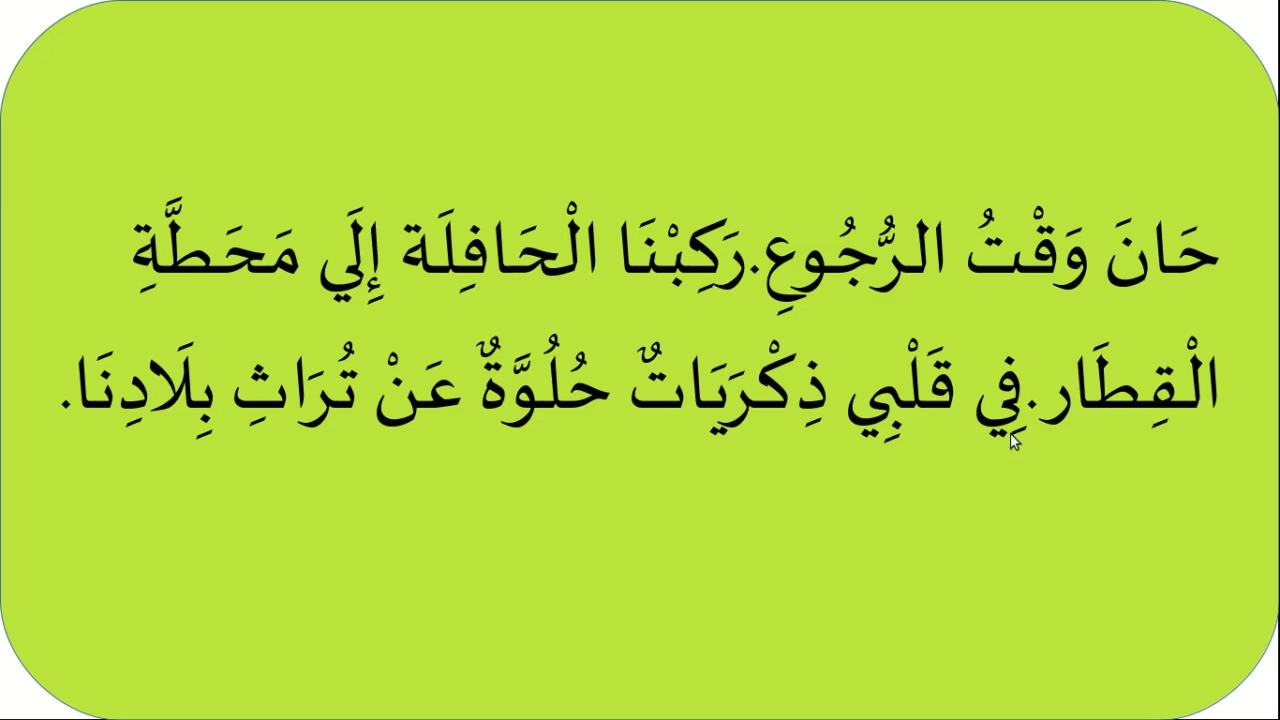 حَانَ وَقْتُ الرُّجُوعِ.رَكِبْنَا الْحَافِلَة إِلَي مَحَطَّةِ
الْقِطَار.فِي قَلْبِي ذِكْرَيَاتٌ حُلُوَّةٌ عَنْ تُرَاثِ بِلَادِنَا.